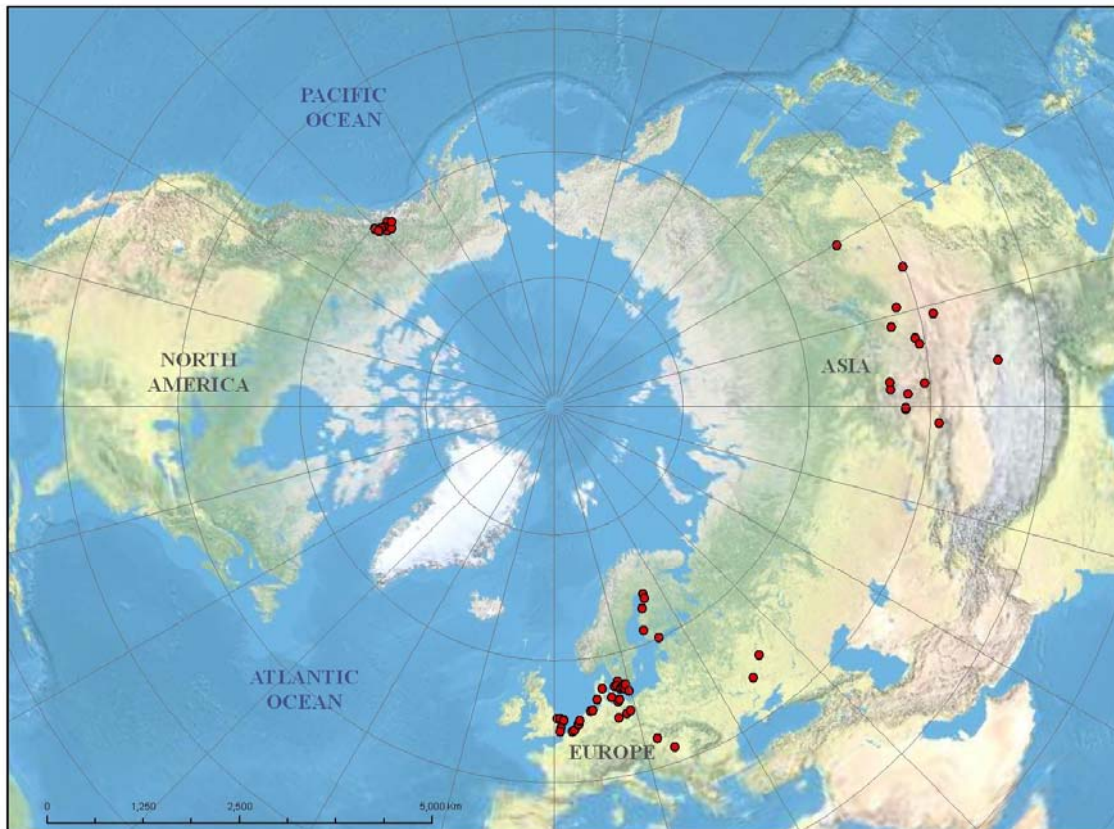 PACIFIC
OCEAN
NORTH
AMERICA
ASIA
ATLANTIC
OCEAN
EUROPE
0 1,250 2,500 5,000 Km